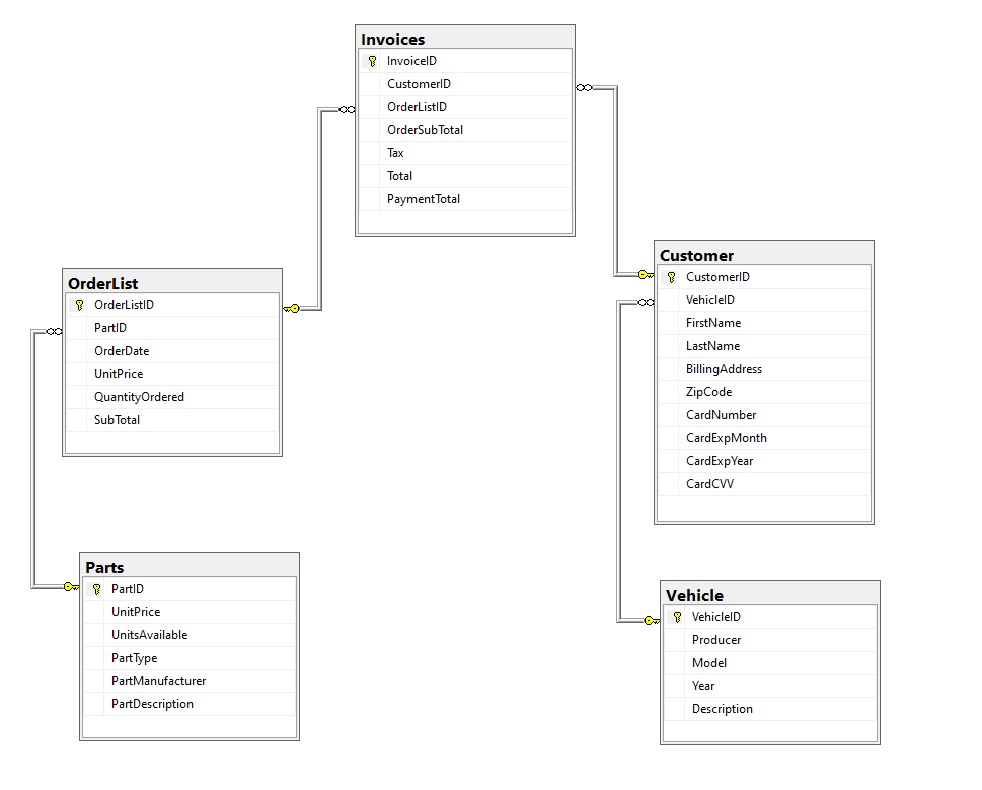 Invoices
InvoiceID
CustomerID
OrderListID
OrderSubTotal
Tax
Total
PaymentTotal
OrderList
OrderListID
PartID
OrderDate
UnitPrice
QuantityOrdered
SubTotal
Customer
CustomerID
VehicleID
FirstName
LastName
BillingAddress
ZipCode
CardNumber
CardExpMonth
CardExpYear
CardCVV
Parts
PartID
UnitPrice
UnitsAvailable
PartType
PartManufacturer
PartDescription
Vehicle
VehicleID
Producer
Model
Year
Description